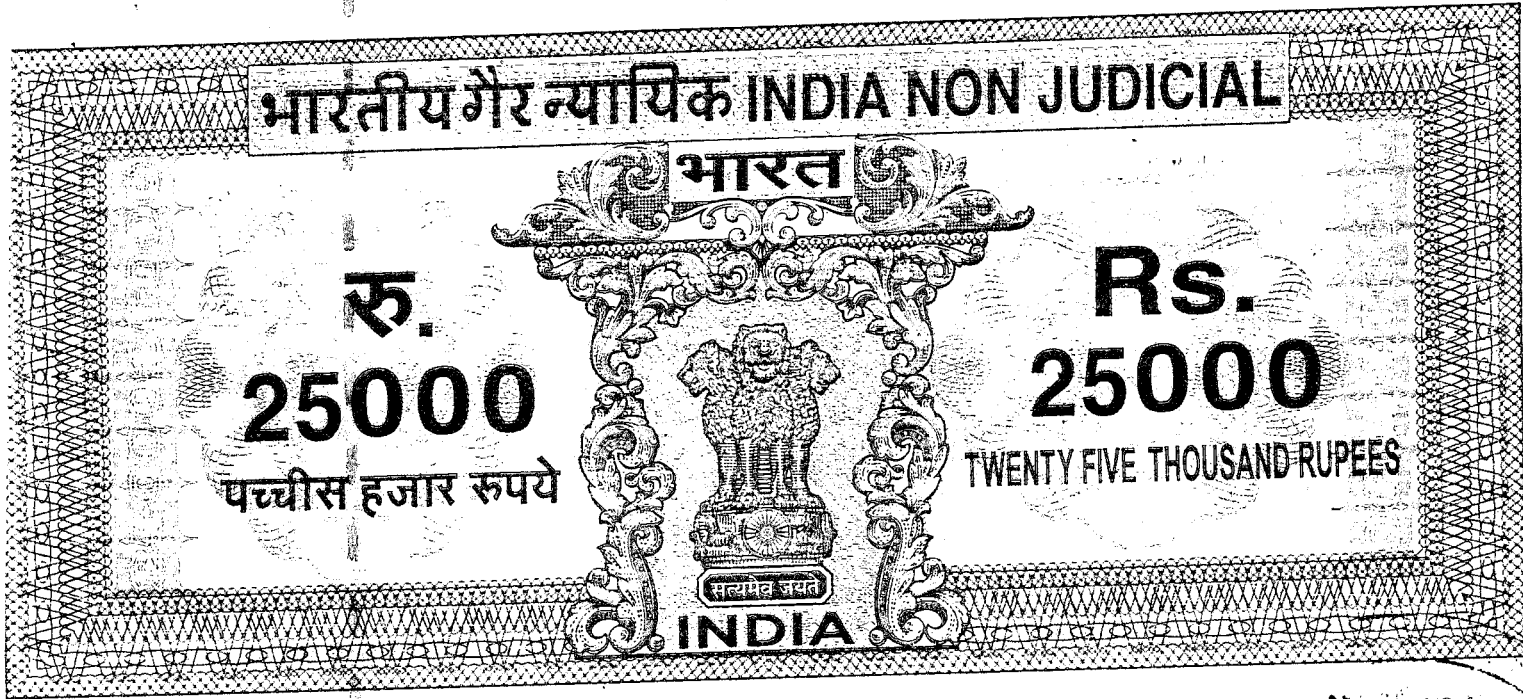 भारतीय गैर न्यायिक INDIA NON JUDICIAL
भारत
रु.
25000
पच्चीस हजार रुपये
Rs.
25000
TWENTY FIVE THOUSAND RUPEES
सत्यमेव जयते
INDIA